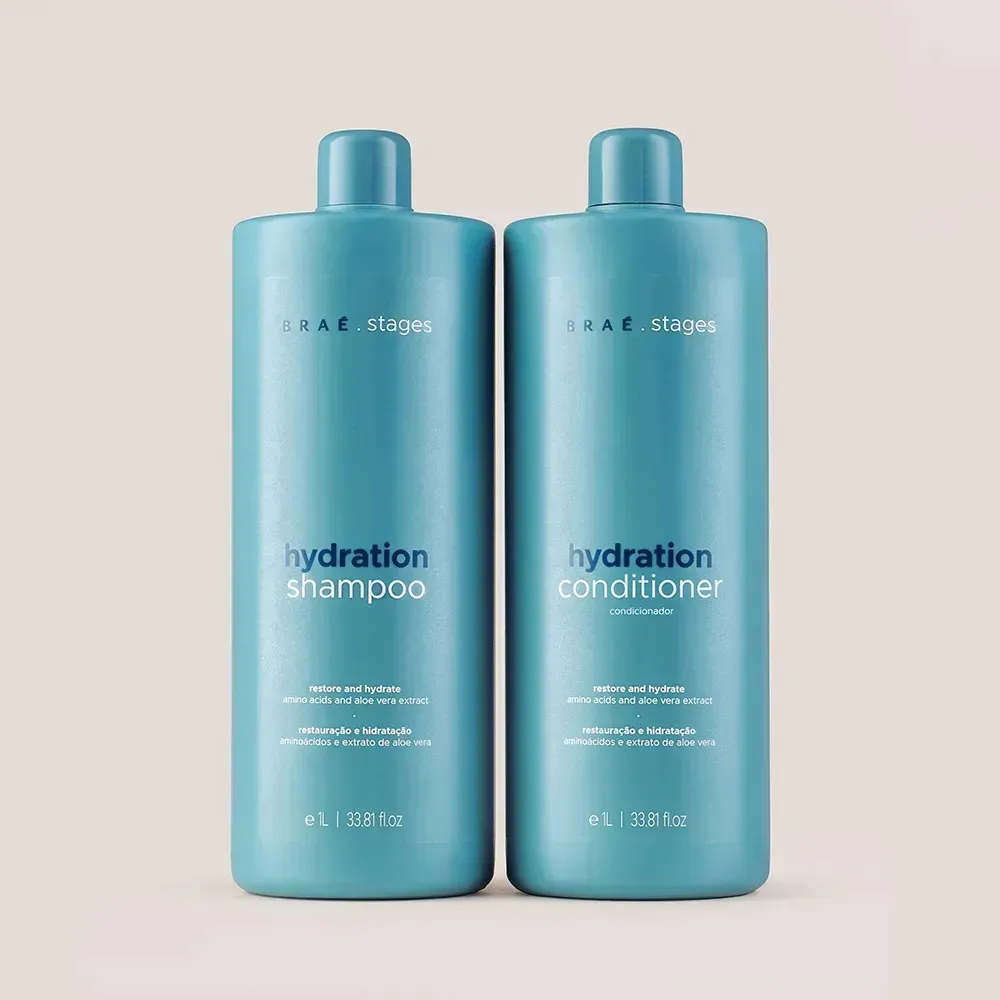 BRAÉ. stages
hydration
shampoo
restore and hydrate
amino acids and aloe vera extract
restauração e hidratação
aminoácidos e extrato de aloe vera
e 1L | 33.81 fl.oz
BRAÉ. stages
hydration
conditioner
condicionador
restore and hydrate
amino acids and aloe vera extract
restauração e hidratação
aminoácidos e extrato de aloe vera
e 1L | 33.81 fl.oz